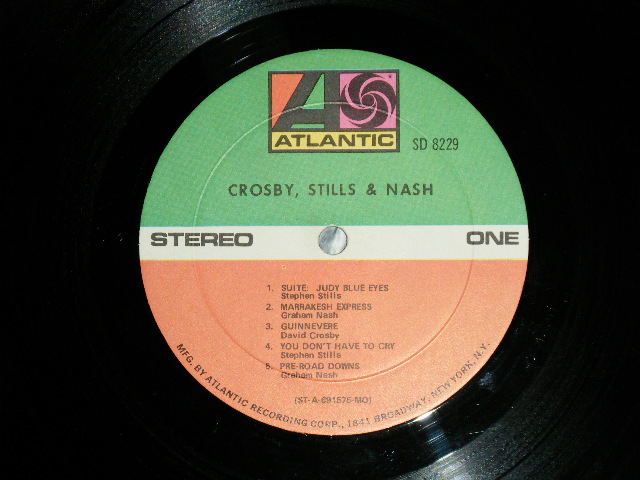 ATLANTIC
SD 8229
CROSBY, STILLS & NASH
STEREO
ONE
1. SUITE: JUDY BLUE EYES
Stephen Stills
2. MARRAKESH EXPRESS
Graham Nash
3. GUINNEVERE
David Crosby
4. YOU DON'T HAVE TO CRY
Stephen Stills
5. PRE-ROAD DOWNS
Graham Nash
(ST-A-691576-MO)
MFG. BY ATLANTIC RECORDING CORP., 1841 BROADWAY, NEW YORK, N.Y.